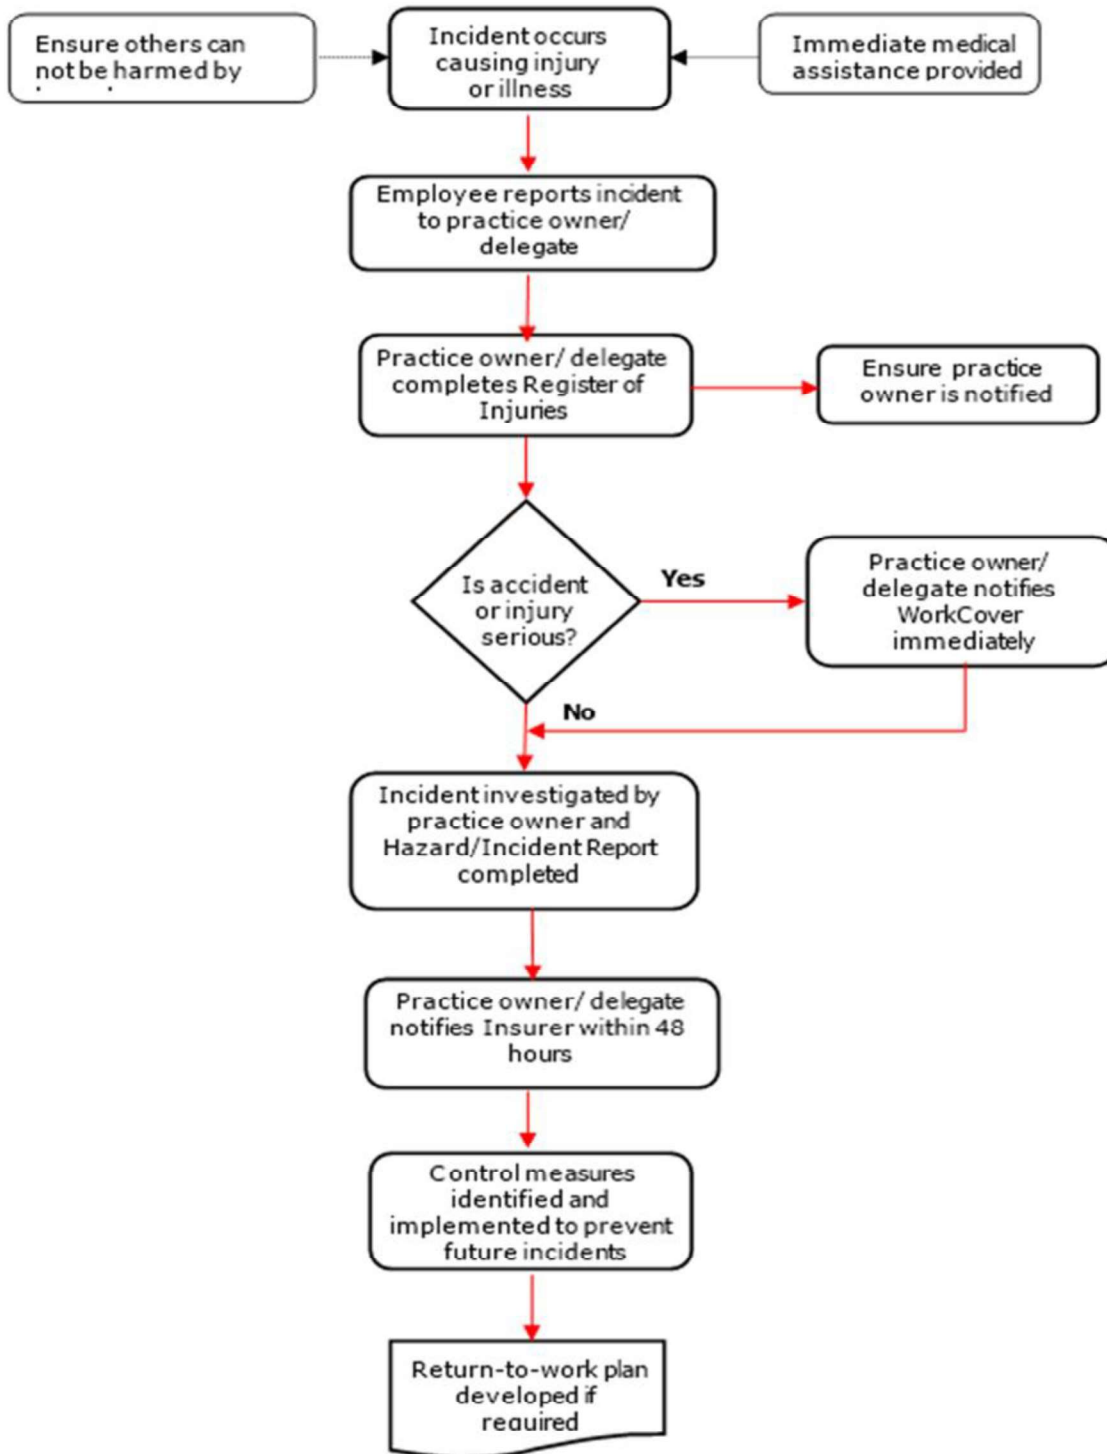 Ensure others can
not be harmed by
Incident occurs
causing injury
or illness
Immediate medical
assistance provided
Employee reports incident
to practice owner/
delegate
Practice owner/ delegate
completes Register of
Injuries
Ensure practice
owner is notified
Is accident
or injury
serious?
Yes
Practice owner/
delegate notifies
WorkCover
immediately
No
Incident investigated by
practice owner and
Hazard/Incident Report
completed
Practice owner/ delegate
notifies Insurer within 48
hours
Control measures
identified and
implemented to prevent
future incidents
Return-to-work plan
developed if
required